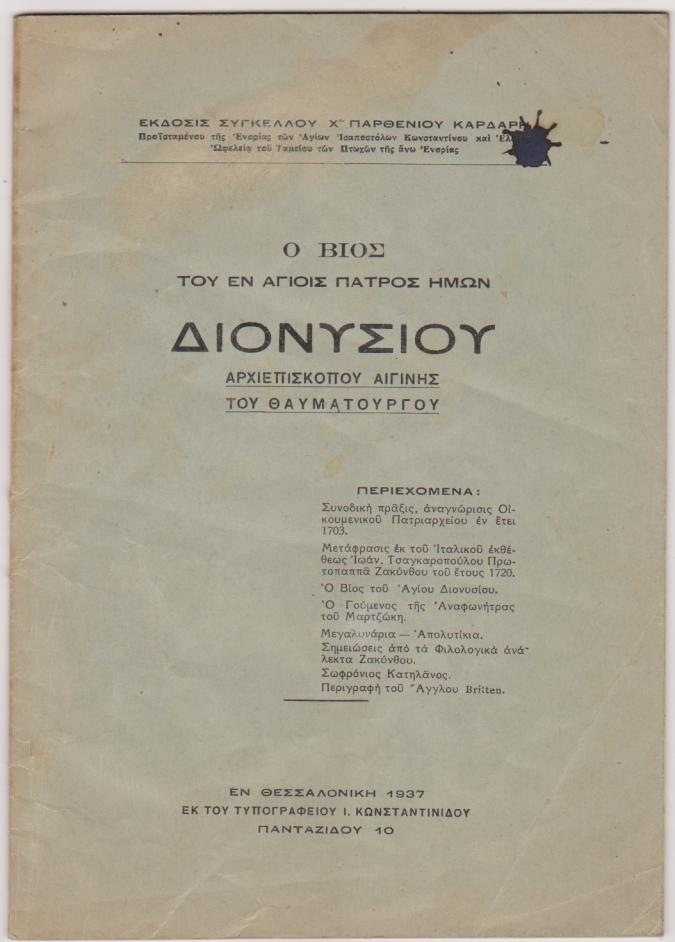 ΕΚΔΟΣΙΣ ΣΥΓΚΕΛΛΟΥ Χ" ΠΑΡΘΕΝΙΟΥ ΚΑΡΔΑΡΗ
Προϊσταμένου τῆς Ἐνορίας τῶν Ἁγίων Ἰσαποστόλων Κωνσταντίνου καὶ
Ὠφελείᾳ τοῦ Ταμείου τῶν Πτωχῶν τῆς ἄνω Ἐνορίας
Ο ΒΙΟΣ
ΤΟΥ ΕΝ ΑΓΙΟΙΣ ΠΑΤΡΟΣ ΗΜΩΝ
ΔΙΟΝΥΣΙΟΥ
ΑΡΧΙΕΠΙΣΚΟΠΟΥ ΑΙΓΙΝΗΣ
ΤΟΥ ΘΑΥΜΑΤΟΥΡΓΟΥ
ΠΕΡΙΕΧΟΜΕΝΑ:
Συνοδικὴ πρᾶξις, ἀναγνώρισις Οἰ-
κουμενικοῦ Πατριαρχείου ἐν ἔτει
1703.
Μετάφρασις ἐκ τοῦ Ἰταλικοῦ ἐκθέ-
θεως Ἰωάν. Τσαγκαροπούλου Πρω-
τοπαππᾶ Ζακύνθου τοῦ ἔτους 1720.
Ὁ Βίος τοῦ Ἁγίου Διονυσίου.
Ὁ Γούμενος τῆς Ἀναφωνήτρας
τοῦ Μαρτζώκη.
Μεγαλυνάρια — Ἀπολυτίκια.
Σημειώσεις ἀπὸ τὰ Φιλολογικὰ ἀνά-
λεκτα Ζακύνθου.
Σωφρόνιος Κατηλᾶνος.
Περιγραφὴ τοῦ Ἄγγλου Britten.
ΕΝ ΘΕΣΣΑΛΟΝΙΚΗ 1937
ΕΚ ΤΟΥ ΤΥΠΟΓΡΑΦΕΙΟΥ Ι. ΚΩΝΣΤΑΝΤΙΝΙΔΟΥ
ΠΑΝΤΑΖΙΔΟΥ 10